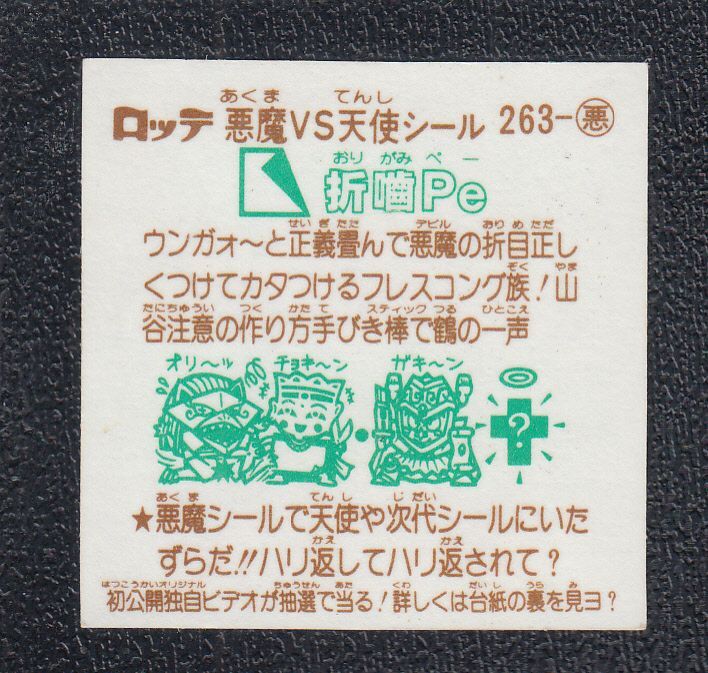 あくま てんし
ロッテ 悪魔VS天使シール 263-悪
おり がみ ペー
折嚙Pe
せいぎたた デビル おりめただ
ウンガォ〜と正義畳んで悪魔の折目正し
ぞく やま
くつけてカタつけるフレスコング族!山
たにちゅうい つく かたて スティック つる ひとこえ
谷注意の作り方手びき棒で鶴の一声
オリ〜ッ チョキ〜ン ガキ〜ン
?
あくま てんし じだい
★悪魔シールで天使や次代シールにいた
かえ かえ
ずらだ!!ハリ返してハリ返されて?
はつこうかいオリジナル ちゅうせん あた くわ だいし うら み
初公開独自ビデオが抽選で当る!詳しくは台紙の裏を見ヨ?